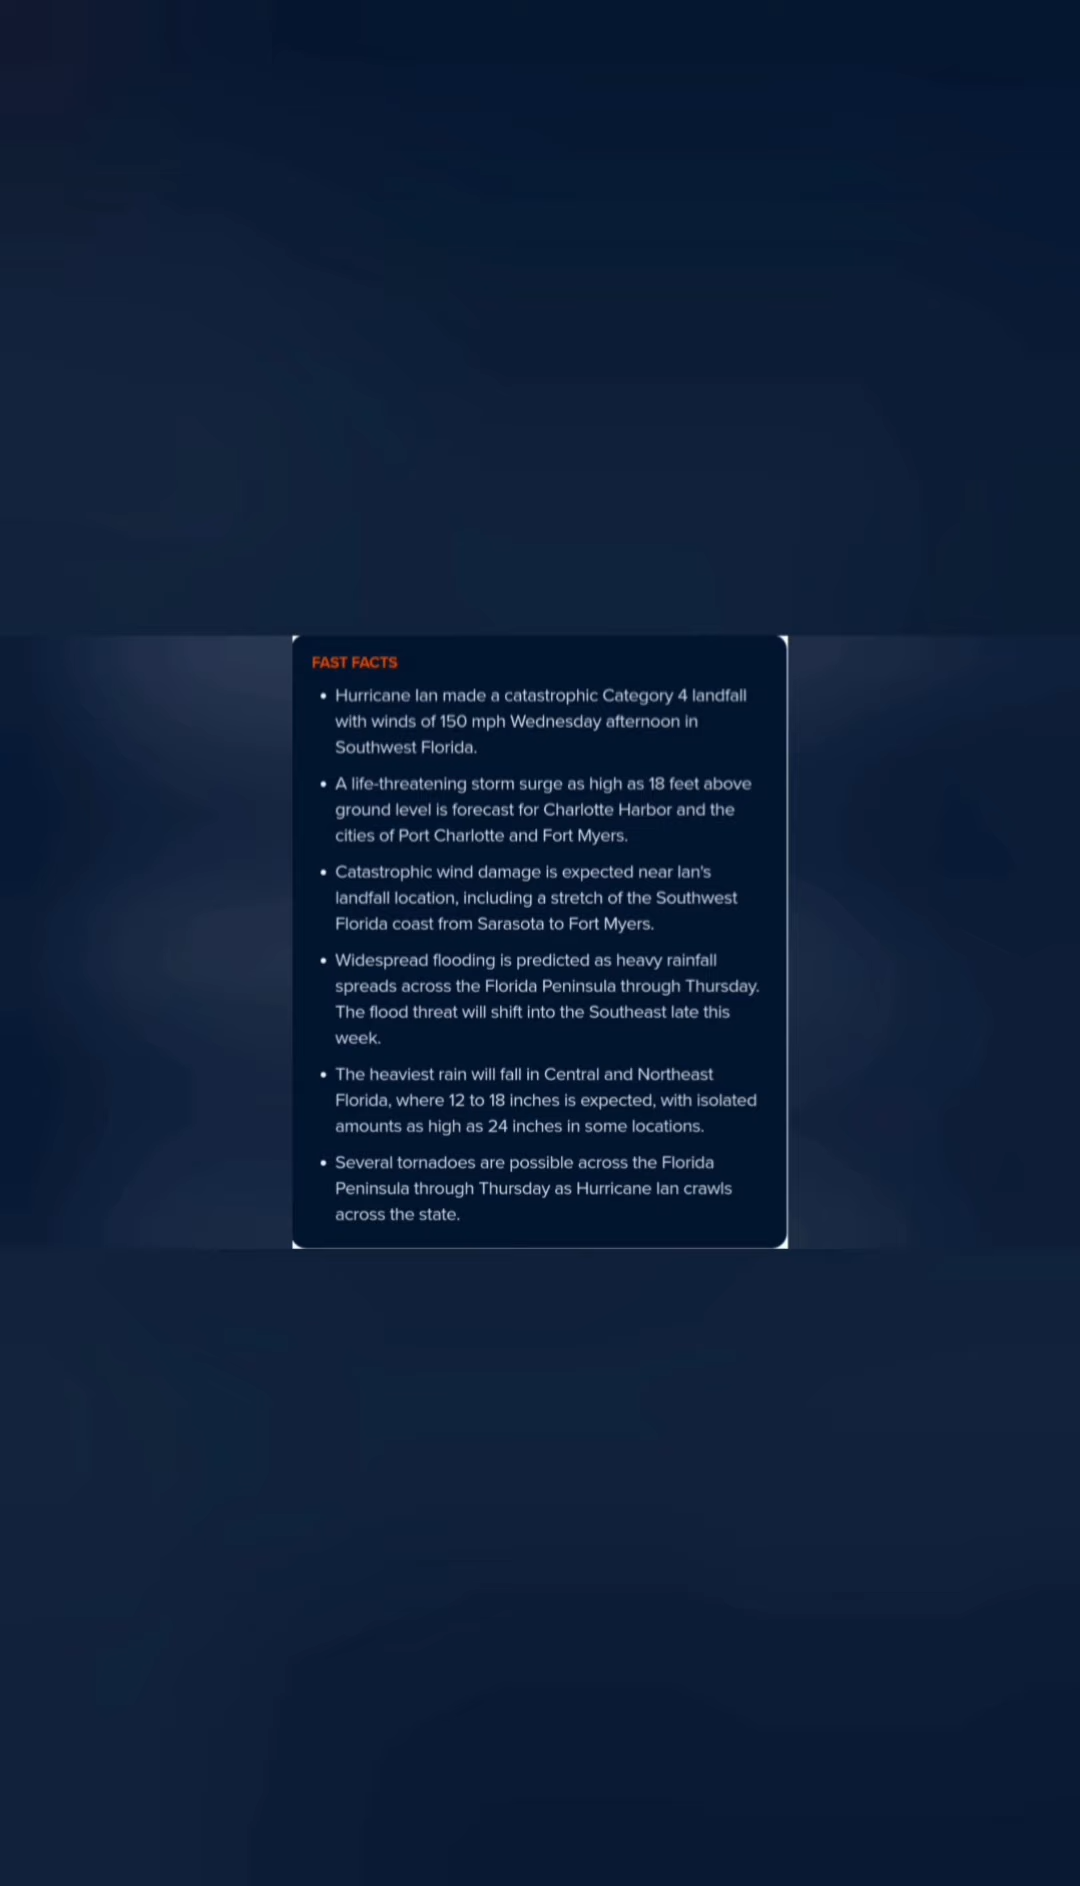 FAST FACTS
• Hurricane Ian made a catastrophic Category 4 landfall
with winds of 150 mph Wednesday afternoon in
Southwest Florida.
• A life-threatening storm surge as high as 18 feet above
ground level is forecast for Charlotte Harbor and the
cities of Port Charlotte and Fort Myers.
• Catastrophic wind damage is expected near Ian's
landfall location, including a stretch of the Southwest
Florida coast from Sarasota to Fort Myers.
• Widespread flooding is predicted as heavy rainfall
spreads across the Florida Peninsula through Thursday.
The flood threat will shift into the Southeast late this
week.
• The heaviest rain will fall in Central and Northeast
Florida, where 12 to 18 inches is expected, with isolated
amounts as high as 24 inches in some locations.
• Several tornadoes are possible across the Florida
Peninsula through Thursday as Hurricane Ian crawls
across the state.